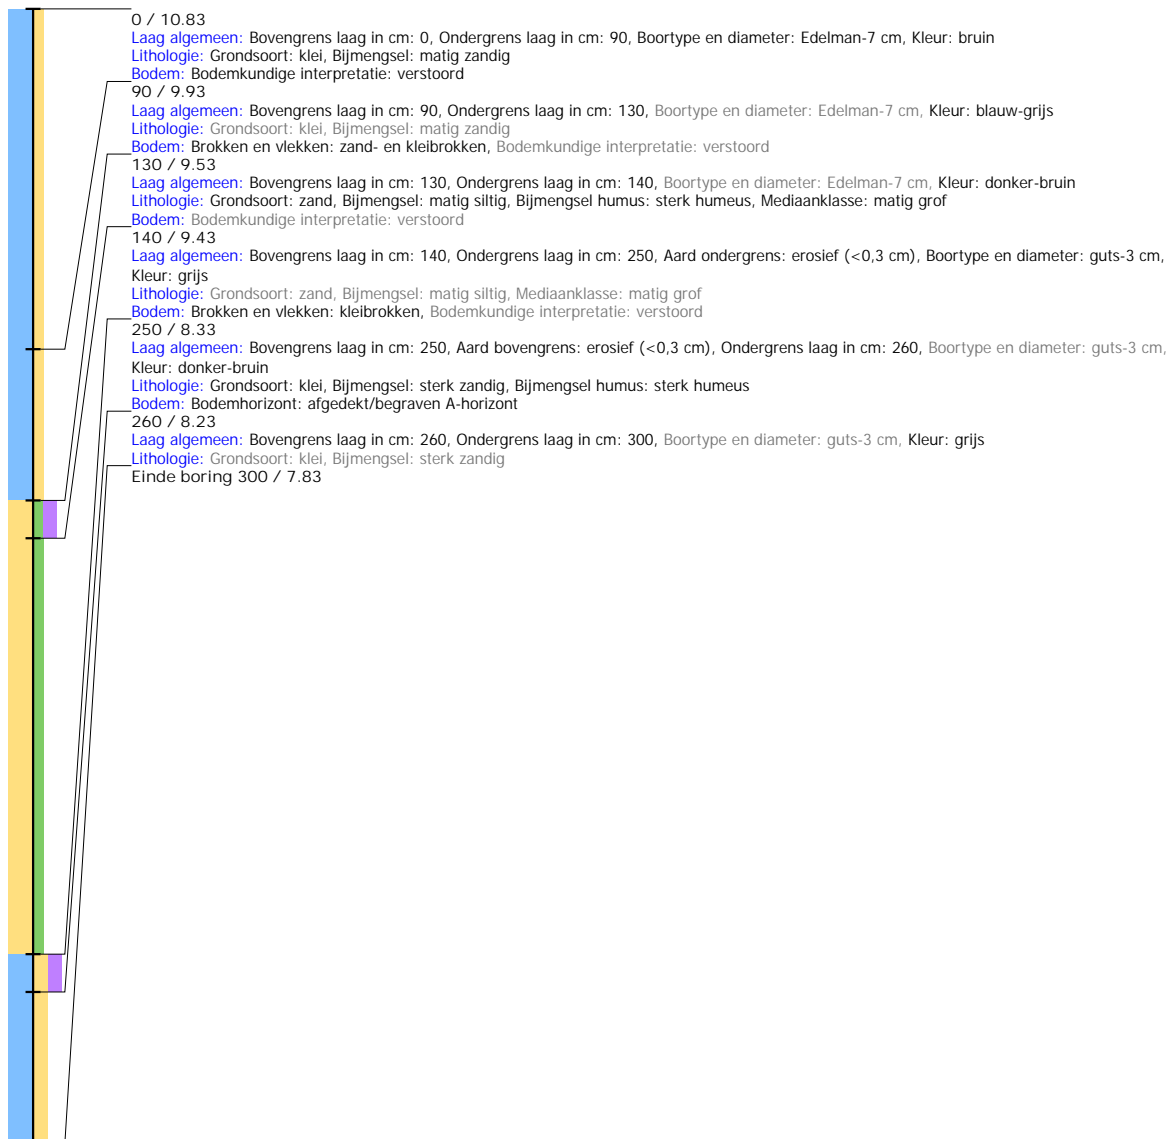 0 / 10.83
Laag algemeen: Bovengrens laag in cm: 0, Ondergrens laag in cm: 90, Boortype en diameter: Edelman-7 cm, Kleur: bruin
Lithologie: Grondsoort: klei, Bijmengsel: matig zandig
Bodem: Bodemkundige interpretatie: verstoord
90 / 9.93
Laag algemeen: Bovengrens laag in cm: 90, Ondergrens laag in cm: 130, Boortype en diameter: Edelman-7 cm, Kleur: blauw-grijs
Lithologie: Grondsoort: klei, Bijmengsel: matig zandig
Bodem: Brokken en vlekken: zand- en kleibrokken, Bodemkundige interpretatie: verstoord
130 / 9.53
Laag algemeen: Bovengrens laag in cm: 130, Ondergrens laag in cm: 140, Boortype en diameter: Edelman-7 cm, Kleur: donker-bruin
Lithologie: Grondsoort: zand, Bijmengsel: matig siltig, Bijmengsel humus: sterk humeus, Mediaanklasse: matig grof
Bodem: Bodemkundige interpretatie: verstoord
140 / 9.43
Laag algemeen: Bovengrens laag in cm: 140, Ondergrens laag in cm: 250, Aard ondergrens: erosief (<0,3 cm), Boortype en diameter: guts-3 cm,
Kleur: grijs
Lithologie: Grondsoort: zand, Bijmengsel: matig siltig, Mediaanklasse: matig grof
Bodem: Brokken en vlekken: kleibrokken, Bodemkundige interpretatie: verstoord
250 / 8.33
Laag algemeen: Bovengrens laag in cm: 250, Aard bovengrens: erosief (<0,3 cm), Ondergrens laag in cm: 260, Boortype en diameter: guts-3 cm,
Kleur: donker-bruin
Lithologie: Grondsoort: klei, Bijmengsel: sterk zandig, Bijmengsel humus: sterk humeus
Bodem: Bodemhorizont: afgedekt/begraven A-horizont
260 / 8.23
Laag algemeen: Bovengrens laag in cm: 260, Ondergrens laag in cm: 300, Boortype en diameter: guts-3 cm, Kleur: grijs
Lithologie: Grondsoort: klei, Bijmengsel: sterk zandig
Einde boring 300 / 7.83